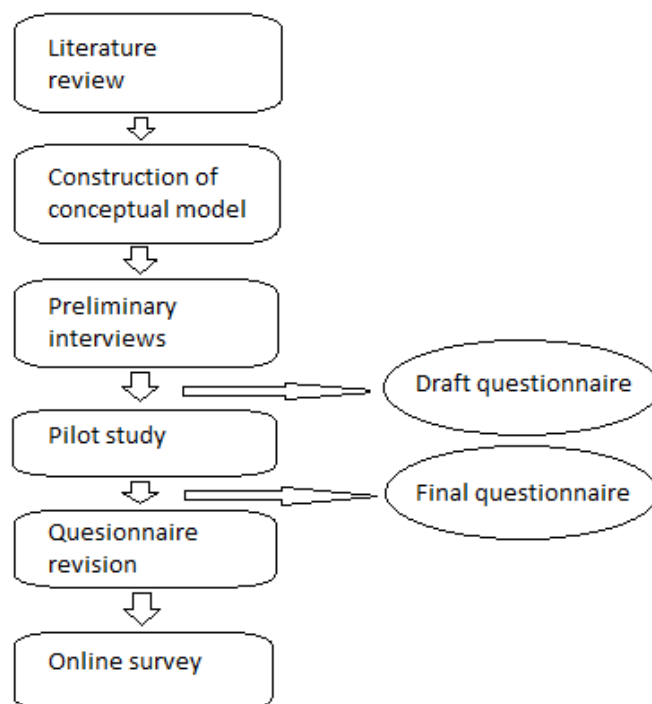 Literature
review
Construction of
conceptual model
Preliminary
interviews
Draft questionnaire
Pilot study
Final questionnaire
Quesionnaire
revision
Online survey